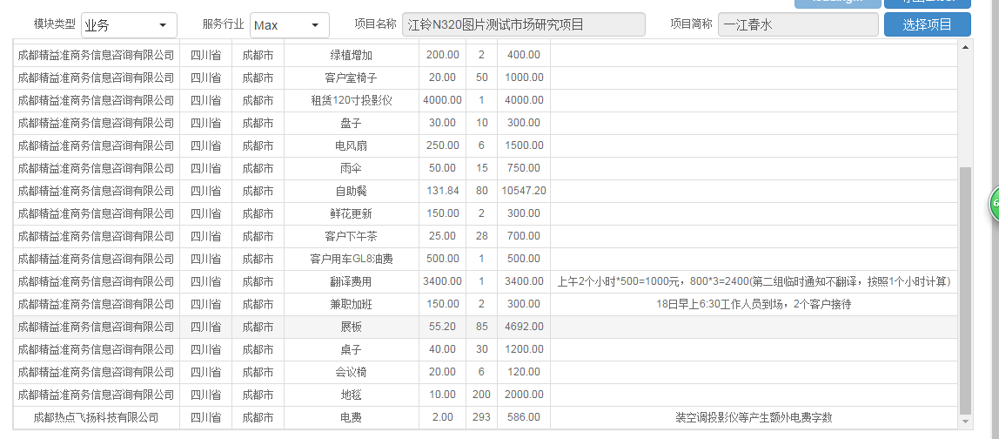 模块类型 业务 服务行业 Max 项目名称 江铃N320图片测试市场研究项目 项目简称 一江春水 选择项目
成都精益准商务信息咨询有限公司 四川省 成都市 绿植增加 200.00 2 400.00
成都精益准商务信息咨询有限公司 四川省 成都市 客户室椅子 20.00 50 1000.00
成都精益准商务信息咨询有限公司 四川省 成都市 租赁120寸投影仪 4000.00 1 4000.00
成都精益准商务信息咨询有限公司 四川省 成都市 盘子 30.00 10 300.00
成都精益准商务信息咨询有限公司 四川省 成都市 电风扇 250.00 6 1500.00
成都精益准商务信息咨询有限公司 四川省 成都市 雨伞 50.00 15 750.00
成都精益准商务信息咨询有限公司 四川省 成都市 自助餐 131.84 80 10547.20
成都精益准商务信息咨询有限公司 四川省 成都市 鲜花更新 150.00 2 300.00
成都精益准商务信息咨询有限公司 四川省 成都市 客户下午茶 25.00 28 700.00
成都精益准商务信息咨询有限公司 四川省 成都市 客户用车GL8油费 500.00 1 500.00
成都精益准商务信息咨询有限公司 四川省 成都市 翻译费用 3400.00 1 3400.00 上午2个小时*500=1000元，800*3=2400(第二组临时通知不翻译，按照1个小时计算)
成都精益准商务信息咨询有限公司 四川省 成都市 兼职加班 150.00 2 300.00 18日早上6:30工作人员到场，2个客户接待
成都精益准商务信息咨询有限公司 四川省 成都市 展板 55.20 85 4692.00
成都精益准商务信息咨询有限公司 四川省 成都市 桌子 40.00 30 1200.00
成都精益准商务信息咨询有限公司 四川省 成都市 会议椅 20.00 6 120.00
成都精益准商务信息咨询有限公司 四川省 成都市 地毯 10.00 200 2000.00
成都热点飞扬科技有限公司 四川省 成都市 电费 2.00 293 586.00 装空调投影仪等产生额外电费字数